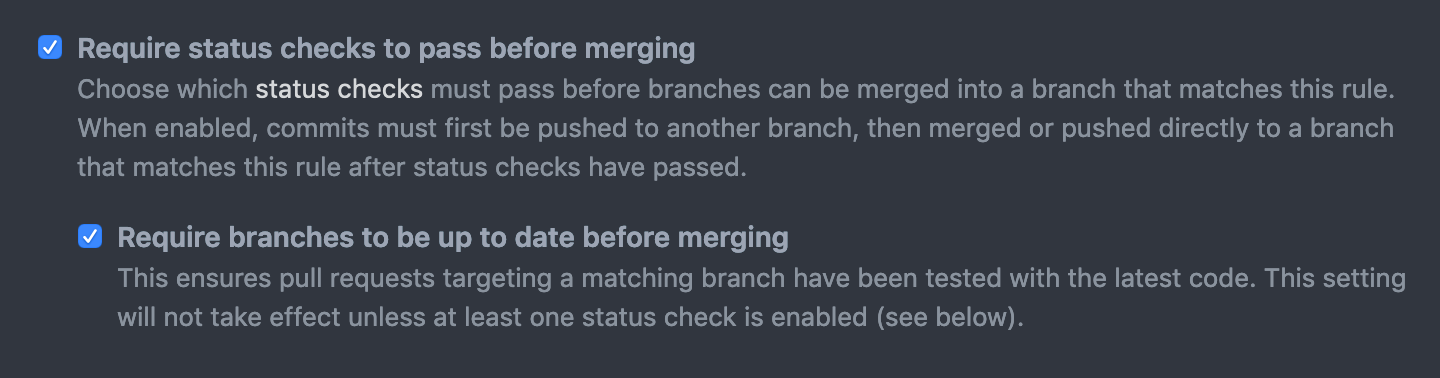 Require status checks to pass before merging
Choose which status checks must pass before branches can be merged into a branch that matches this rule.
When enabled, commits must first be pushed to another branch, then merged or pushed directly to a branch
that matches this rule after status checks have passed.
Require branches to be up to date before merging
This ensures pull requests targeting a matching branch have been tested with the latest code. This setting
will not take effect unless at least one status check is enabled (see below).